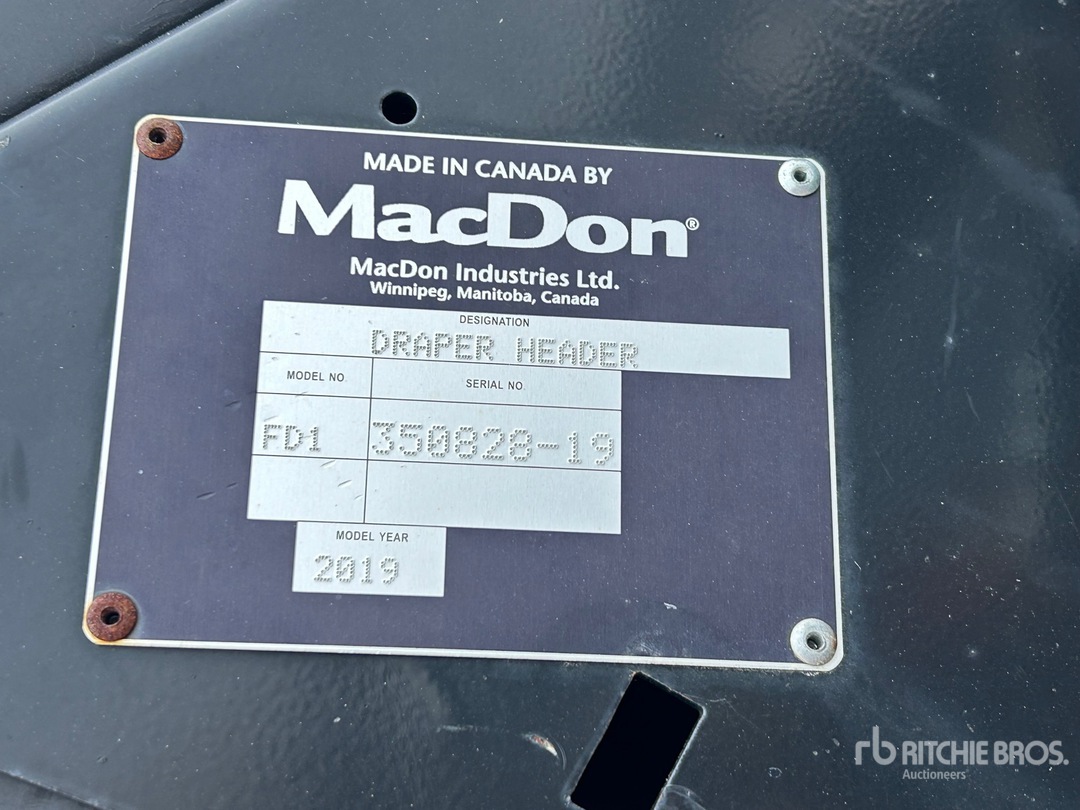 MADE IN CANADA BY
MacDon®
MacDon Industries Ltd.
Winnipeg, Manitoba, Canada
DESIGNATION
DRAPER HEADER
MODEL NO. SERIAL NO.
FD1 350828-19
MODEL YEAR
2019
rb RITCHIE BROS.
Auctioneers